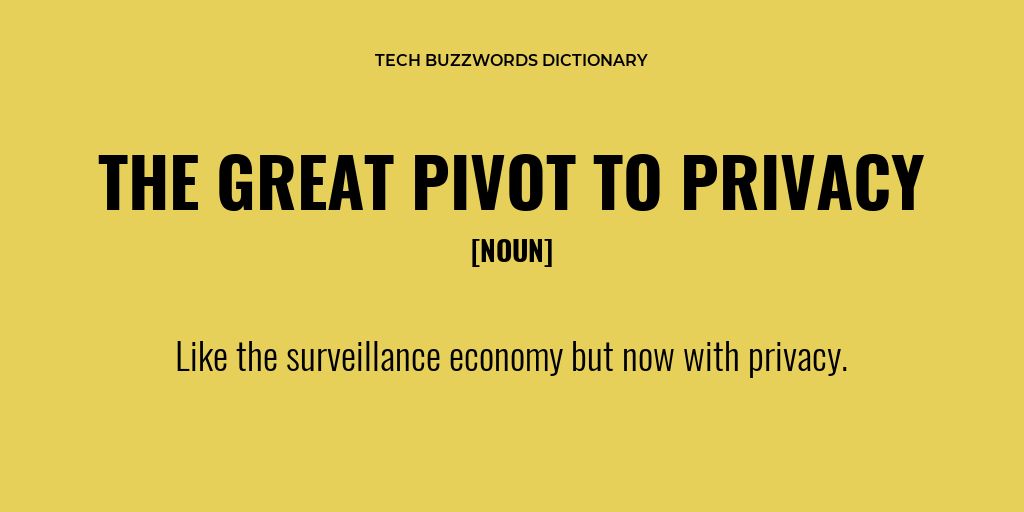 TECH BUZZWORDS DICTIONARY
THE GREAT PIVOT TO PRIVACY
[NOUN]
Like the surveillance economy but now with privacy.